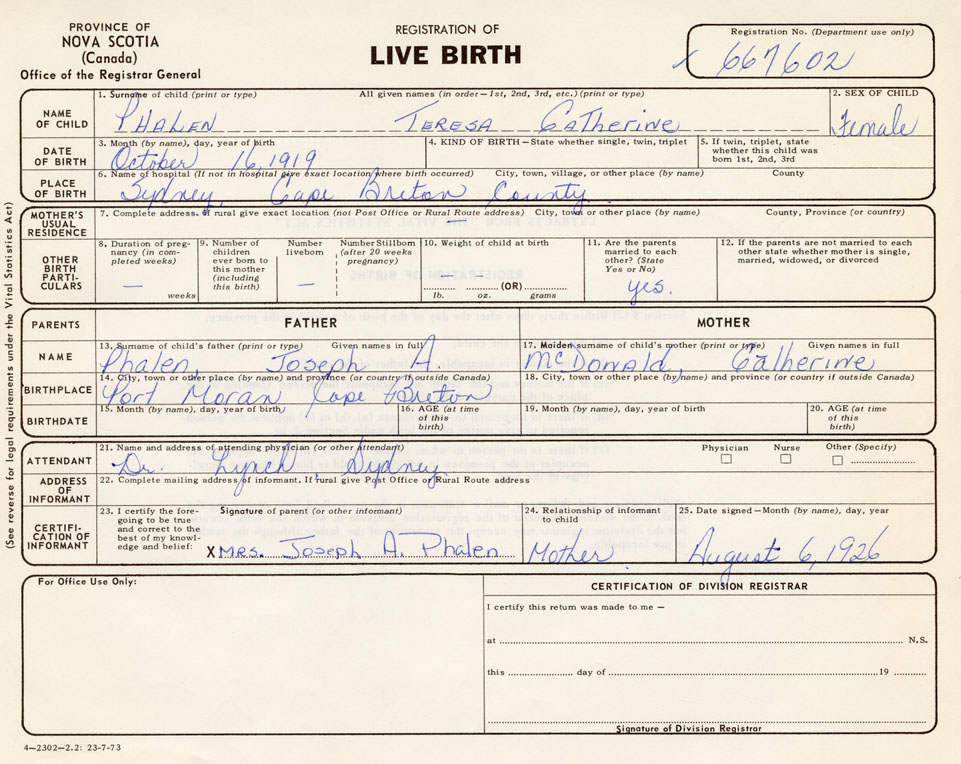 PROVINCE OF
NOVA SCOTIA
(Canada)
Office of the Registrar General
REGISTRATION OF
LIVE BIRTH
Registration No. (Department use only)
667602
NAME OF CHILD
1. Surname of child (print or type) All given names (in order—1st, 2nd, 3rd, etc.) (print or type)
PHALEN TERESA CATHERINE
2. SEX OF CHILD
Female
DATE OF BIRTH
3. Month (by name), day, year of birth
October 16, 1919
4. KIND OF BIRTH—State whether single, twin, triplet
5. If twin, triplet, state
whether this child was
born 1st, 2nd, 3rd
PLACE OF BIRTH
6. Name of hospital (If not in hospital give exact location where birth occurred) City, town, village, or other place (by name) County
Sydney, Cape Breton County
MOTHER'S USUAL RESIDENCE
7. Complete address. If rural give exact location (not Post Office or Rural Route address) City, town or other place (by name) County, Province (or country)
—
OTHER BIRTH PARTI-CULARS
8. Duration of preg-
nancy (in com-
pleted weeks)
—
weeks
9. Number of
children
ever born to
this mother
(including
this birth)
Number
liveborn
—
Number Stillborn
(after 20 weeks
pregnancy)
10. Weight of child at birth
— —
(OR)
lb. oz. grams
11. Are the parents
married to each
other? (State
Yes or No)
yes.
12. If the parents are not married to each
other state whether mother is single,
married, widowed, or divorced
PARENTS
FATHER
MOTHER
NAME
13. Surname of child's father (print or type) Given names in full
Phalen, Joseph A.
17. Maiden surname of child's mother (print or type) Given names in full
McDonald, Catherine
BIRTHPLACE
14. City, town or other place (by name) and province (or country if outside Canada)
Port Moran Cape Breton
18. City, town or other place (by name) and province (or country if outside Canada)
BIRTHDATE
15. Month (by name), day, year of birth
16. AGE (at time
of this
birth)
19. Month (by name), day, year of birth
20. AGE (at time
of this
birth)
ATTENDANT
21. Name and address of attending physician (or other attendant)
Dr. Lynch, Sydney
Physician Nurse Other (Specify)
ADDRESS OF INFORMANT
22. Complete mailing address of informant. If rural give Post Office or Rural Route address
CERTIFI-CATION OF INFORMANT
23. I certify the fore-
going to be true
and correct to the
best of my knowl-
edge and belief:
Signature of parent (or other informant)
X MRS. Joseph A. Phalen
24. Relationship of informant
to child
Mother
25. Date signed—Month (by name), day, year
August 6, 1926
For Office Use Only:
CERTIFICATION OF DIVISION REGISTRAR
I certify this return was made to me —
at N.S.
this day of 19
Signature of Division Registrar
4—2302—2.2: 23-7-73
(See reverse for legal requirements under the Vital Statistics Act)